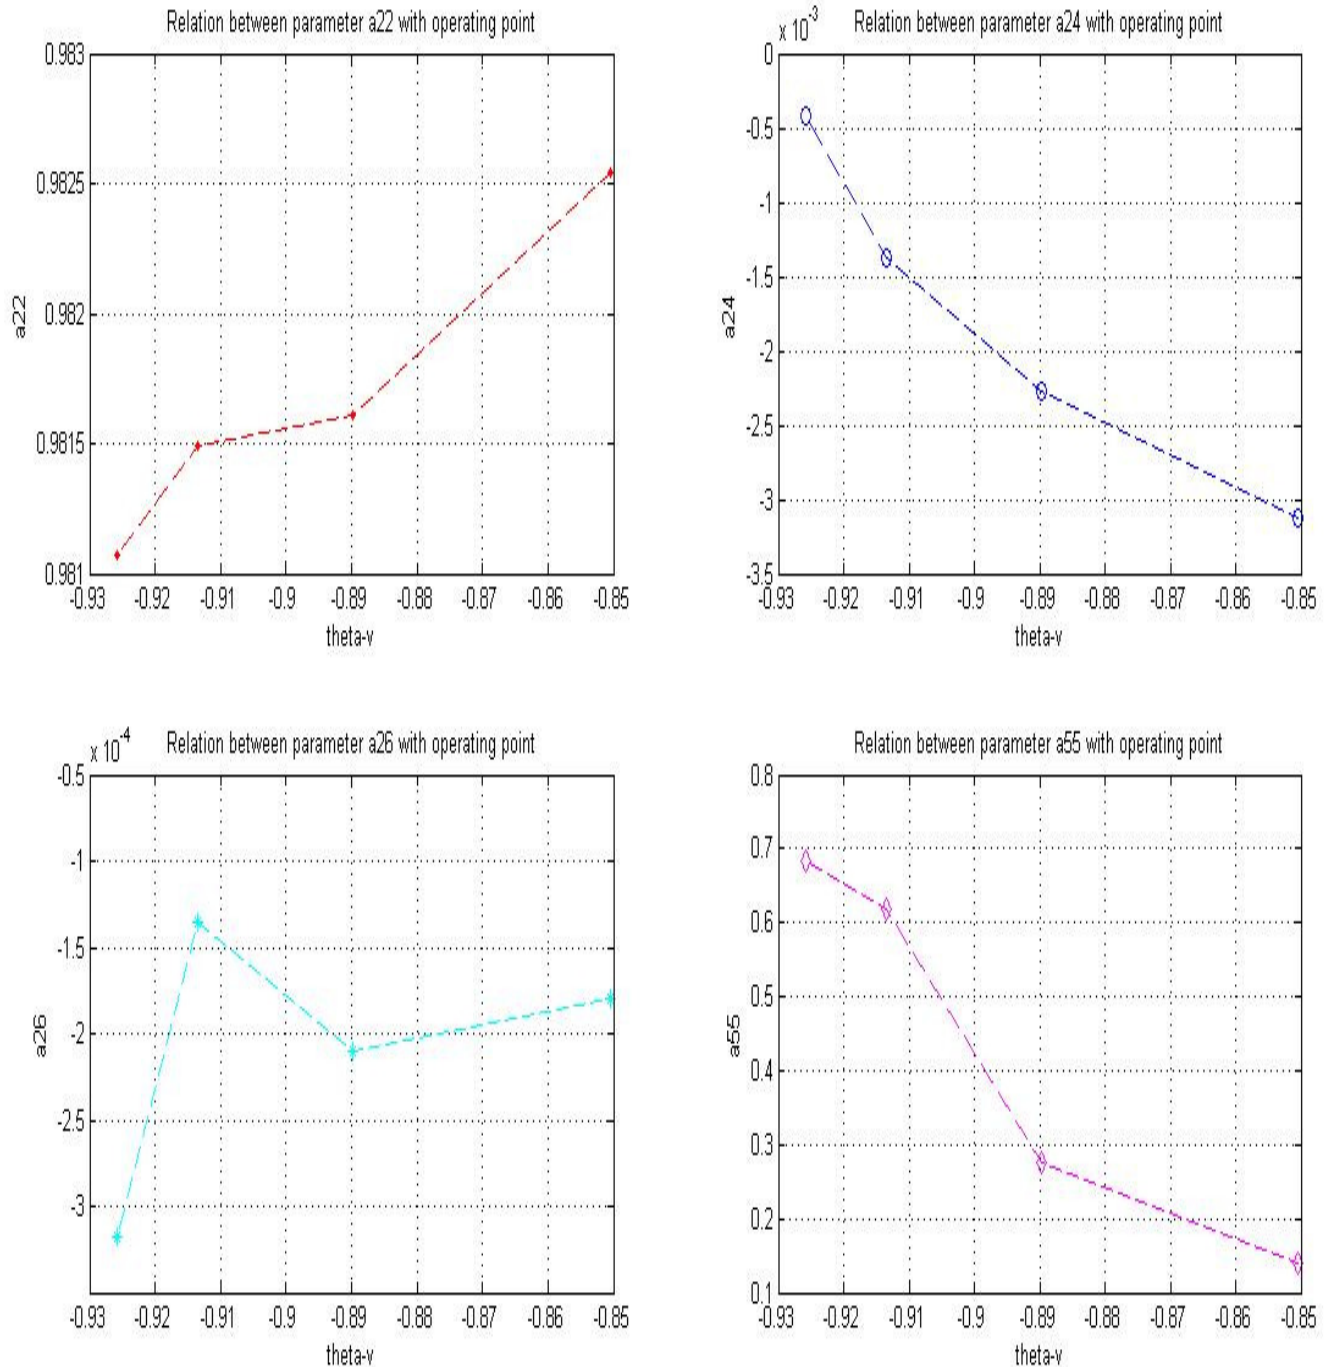 Relation between parameter a22 with operating point
0.983
0.9825
0.982
0.9815
0.981
a22
-0.93 -0.92 -0.91 -0.9 -0.89 -0.88 -0.87 -0.86 -0.85
theta-v
x 10^-3
Relation between parameter a24 with operating point
0
-0.5
-1
-1.5
-2
-2.5
-3
-3.5
a24
-0.93 -0.92 -0.91 -0.9 -0.89 -0.88 -0.87 -0.86 -0.85
theta-v
x 10^-4
Relation between parameter a26 with operating point
-0.5
-1
-1.5
-2
-2.5
-3
a26
-0.93 -0.92 -0.91 -0.9 -0.89 -0.88 -0.87 -0.86 -0.85
theta-v
Relation between parameter a55 with operating point
0.8
0.7
0.6
0.5
0.4
0.3
0.2
0.1
a55
-0.93 -0.92 -0.91 -0.9 -0.89 -0.88 -0.87 -0.86 -0.85
theta-v